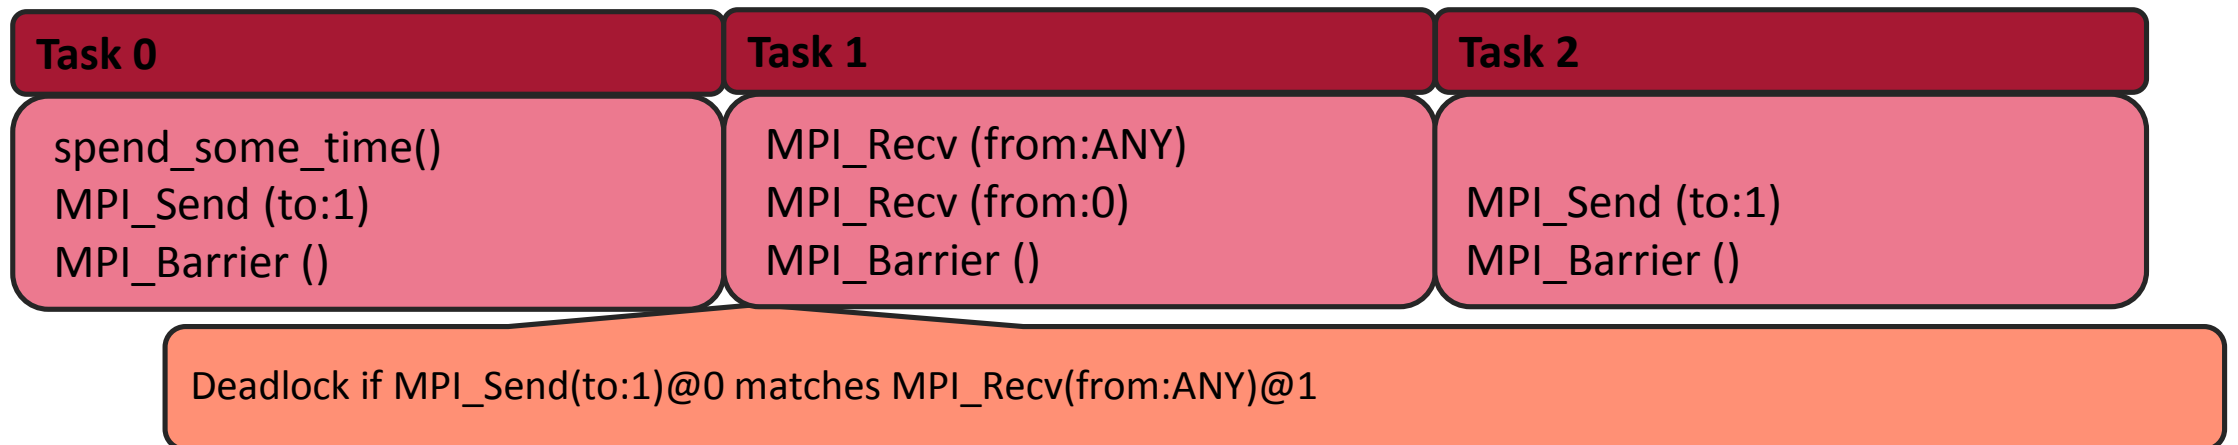 Task 0
Task 1
Task 2
spend_some_time()
MPI_Send (to:1)
MPI_Barrier ()
MPI_Recv (from:ANY)
MPI_Recv (from:0)
MPI_Barrier ()
MPI_Send (to:1)
MPI_Barrier ()
Deadlock if MPI_Send(to:1)@0 matches MPI_Recv(from:ANY)@1